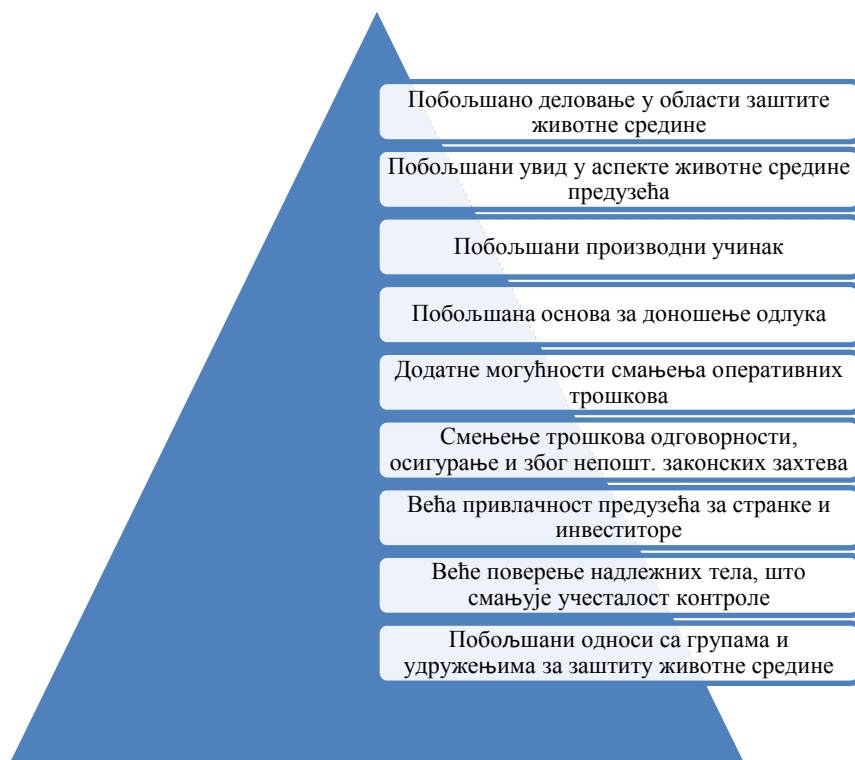 Побољшано деловање у области заштите
животне средине
Побољшани увид у аспекте животне средине
предузећа
Побољшани производни учинак
Побољшана основа за доношење одлука
Додатне могућности смањења оперативних
трошкова
Смењење трошкова одговорности,
осигурање и због непошт. законских захтева
Већа привлачност предузећа за странке и
инвеститоре
Веће поверење надлежних тела, што
смањује учесталост контроле
Побољшани односи са групама и
удружењима за заштиту животне средине